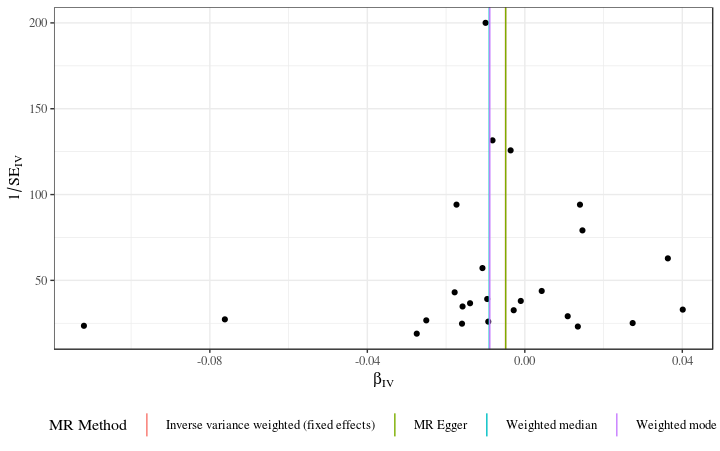 200
150
100
50
1/SE_IV
-0.08
-0.04
0.00
0.04
β_IV
MR Method Inverse variance weighted (fixed effects) MR Egger Weighted median Weighted mode